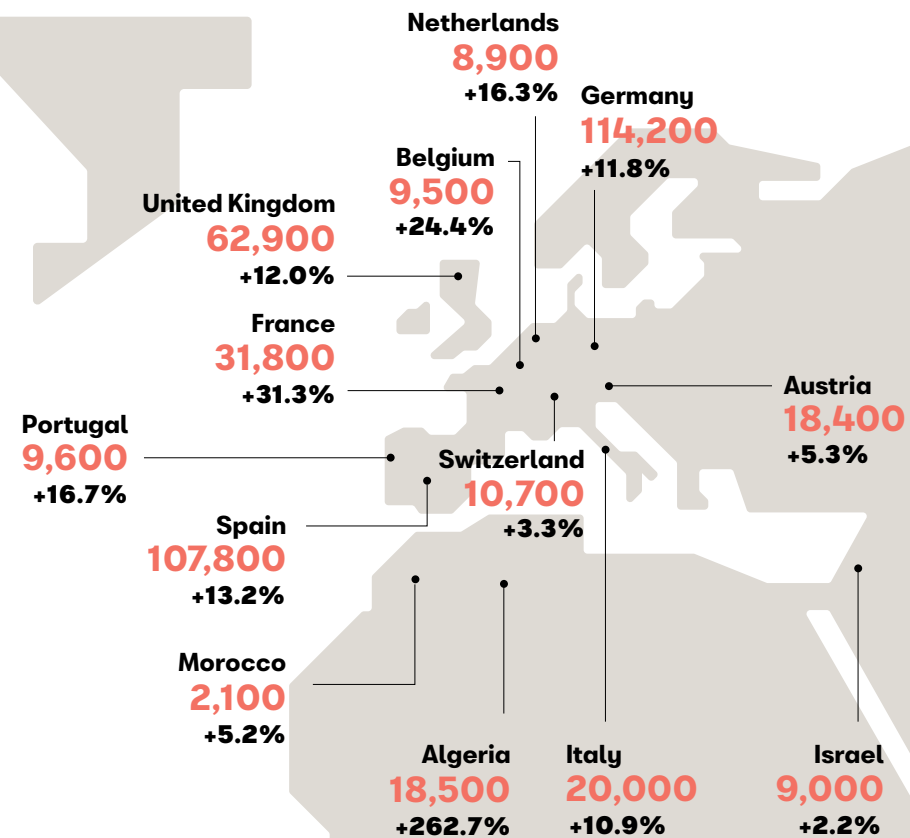 Netherlands
8,900
+16.3%
Germany
114,200
+11.8%
Belgium
9,500
+24.4%
United Kingdom
62,900
+12.0%
France
31,800
+31.3%
Austria
18,400
+5.3%
Portugal
9,600
+16.7%
Switzerland
10,700
+3.3%
Spain
107,800
+13.2%
Morocco
2,100
+5.2%
Algeria
18,500
+262.7%
Italy
20,000
+10.9%
Israel
9,000
+2.2%